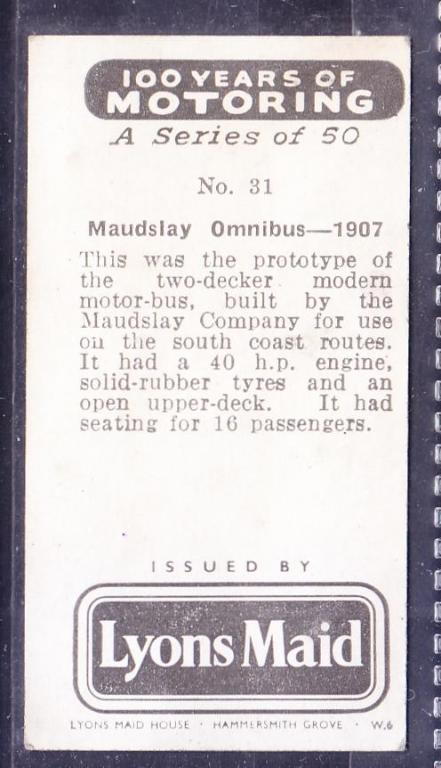 100 YEARS OF
MOTORING
A Series of 50
No. 31
Maudslay Omnibus—1907
This was the prototype of
the two-decker modern
motor-bus, built by the
Maudslay Company for use
on the south coast routes.
It had a 40 h.p. engine,
solid-rubber tyres and an
open upper-deck. It had
seating for 16 passengers.
ISSUED BY
Lyons Maid
LYONS MAID HOUSE · HAMMERSMITH GROVE · W.6